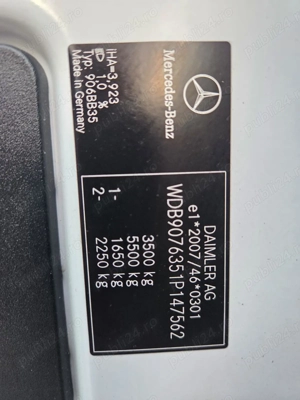 Mercedes-Benz
iHA=3,923
1,0 %
Typ: 906BB35
Made in Germany
DAIMLER AG
e1*2007/46*0301
WDB9076351P147562
3500 kg
5500 kg
1- 1650 kg
2- 2250 kg